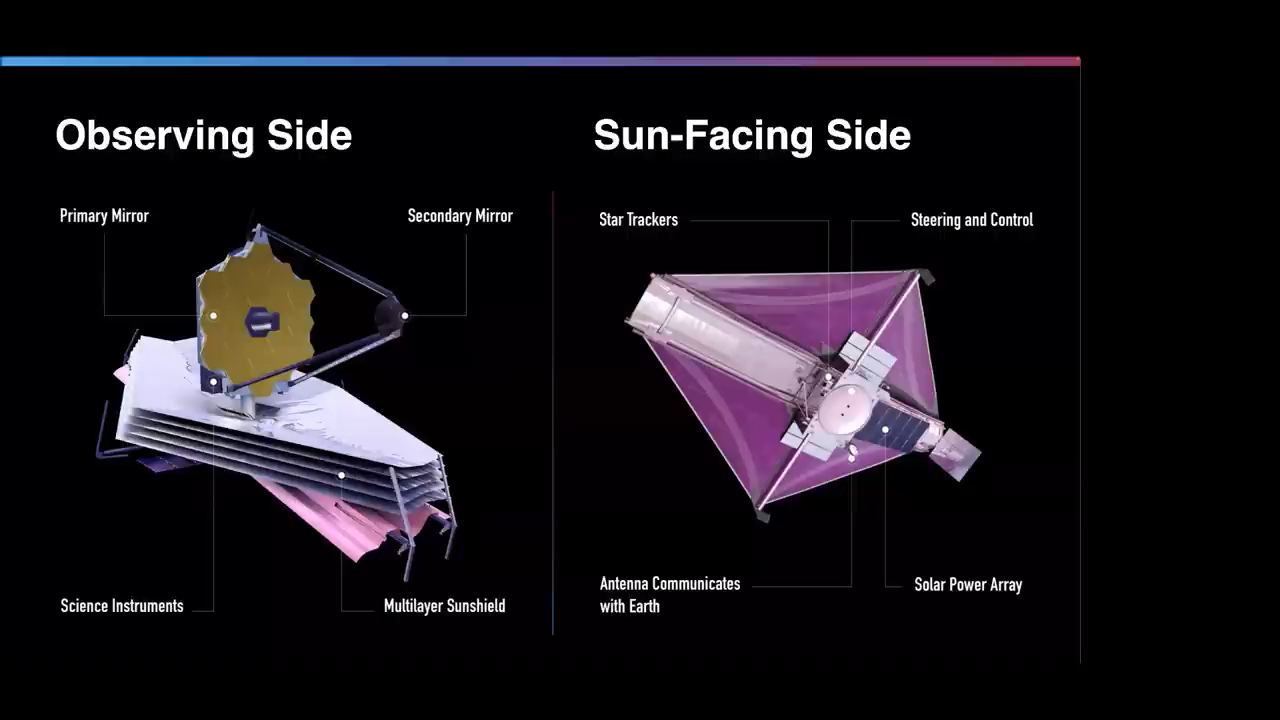 Observing Side
Primary Mirror
Secondary Mirror
Science Instruments
Multilayer Sunshield
Sun-Facing Side
Star Trackers
Steering and Control
Antenna Communicates
with Earth
Solar Power Array